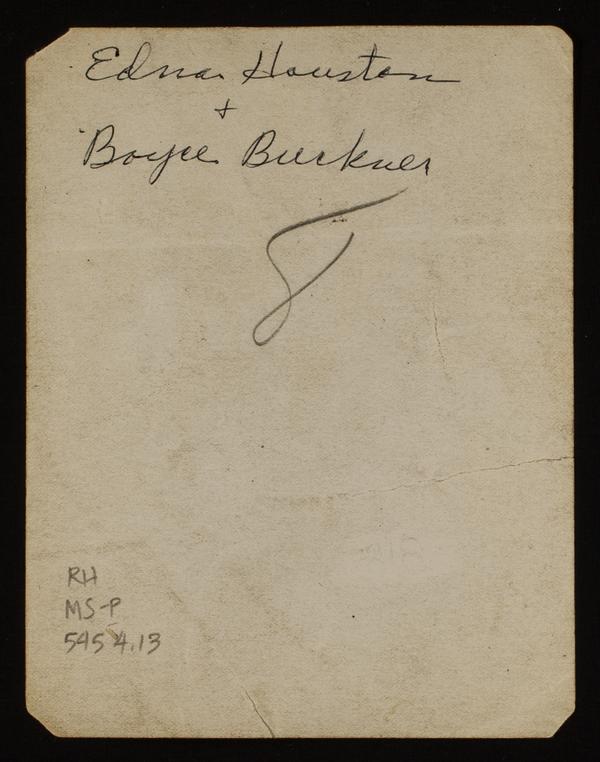 Edna Houston
+
Boyce Buckner
8
RH
MS-P
545 4.13